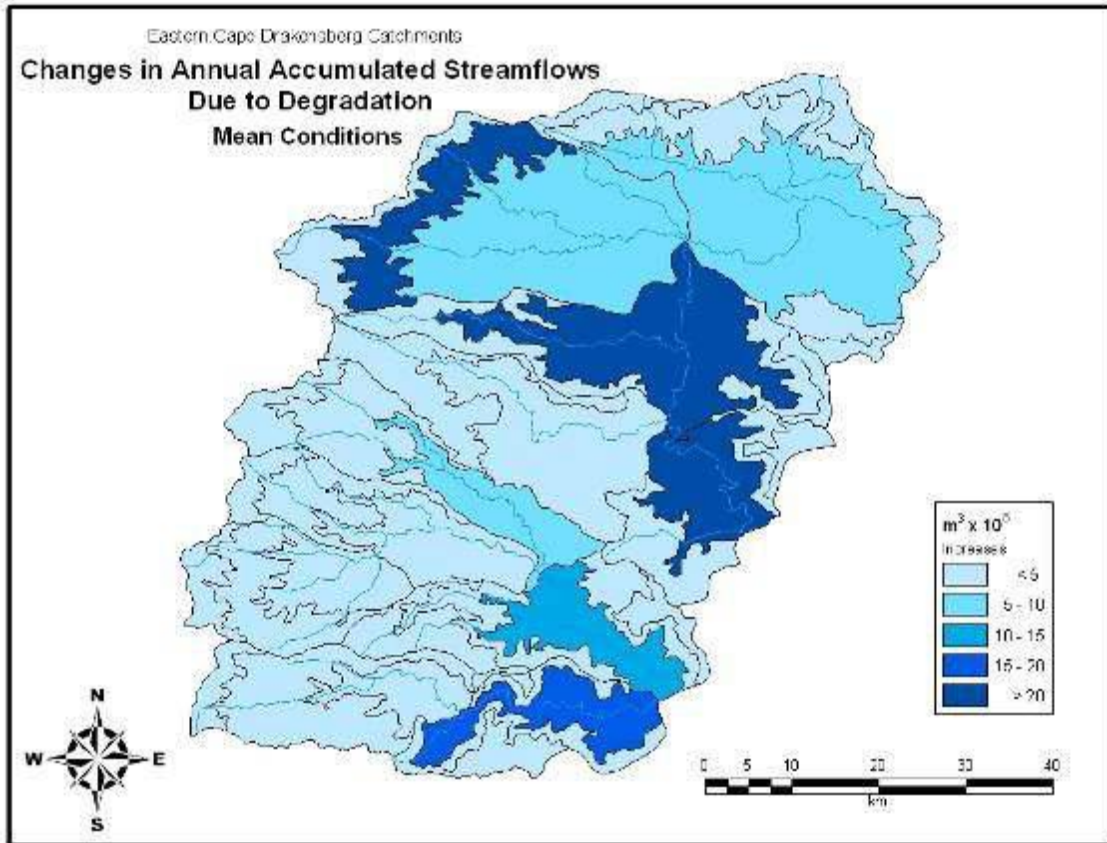 Eastern Cape Drakensberg Catchments
Changes in Annual Accumulated Streamflows
Due to Degradation
Mean Conditions
m³ x 10
Increases
< 5
5 - 10
10 - 15
15 - 20
> 20
N
W E
S
0 5 10 20 30 40
km